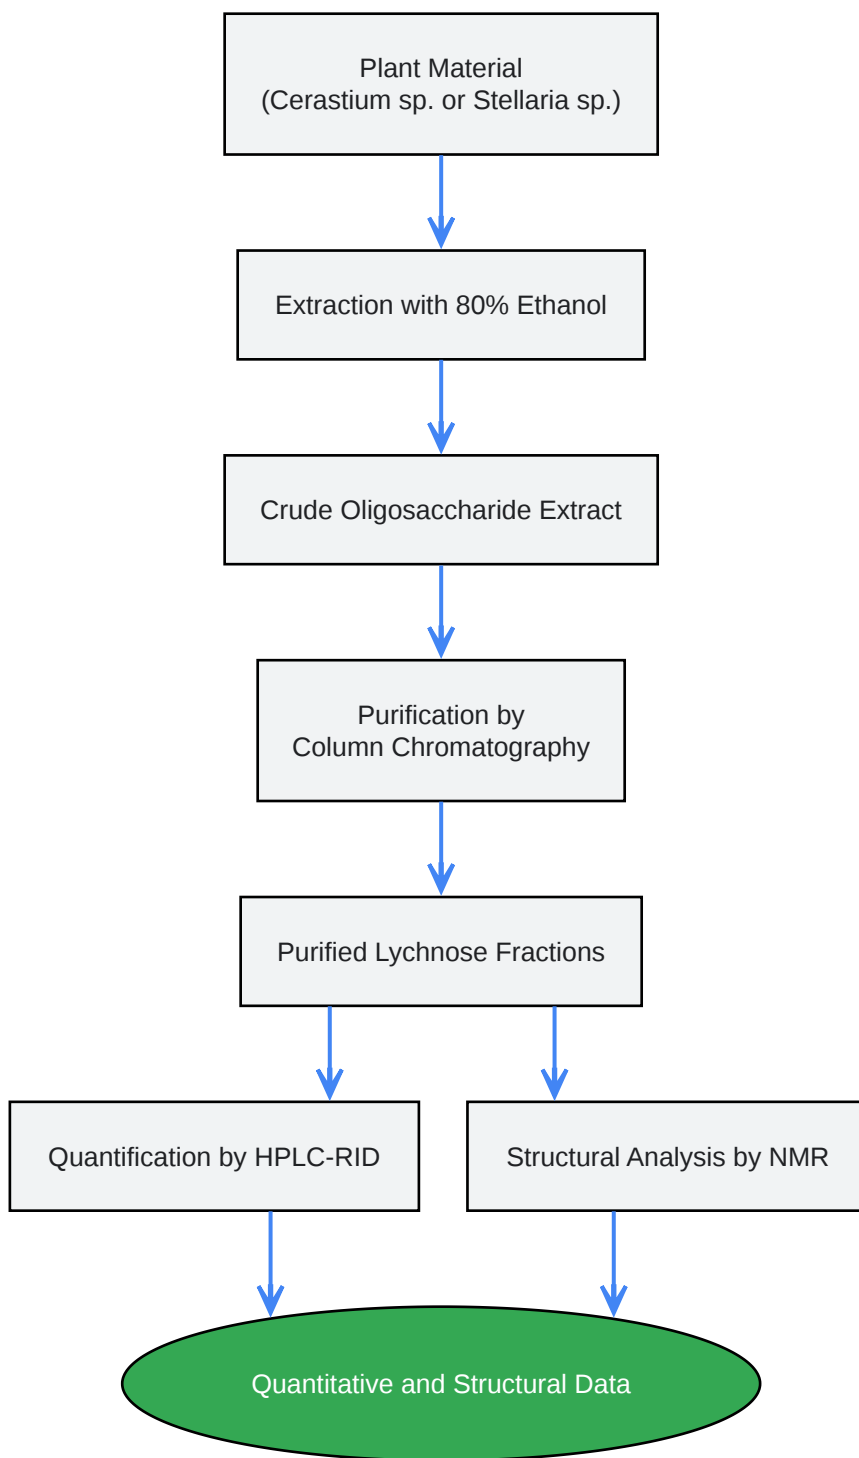 Plant Material
(Cerastium sp. or Stellaria sp.)
Extraction with 80% Ethanol
Crude Oligosaccharide Extract
Purification by
Column Chromatography
Purified Lychnose Fractions
Quantification by HPLC-RID
Structural Analysis by NMR
Quantitative and Structural Data